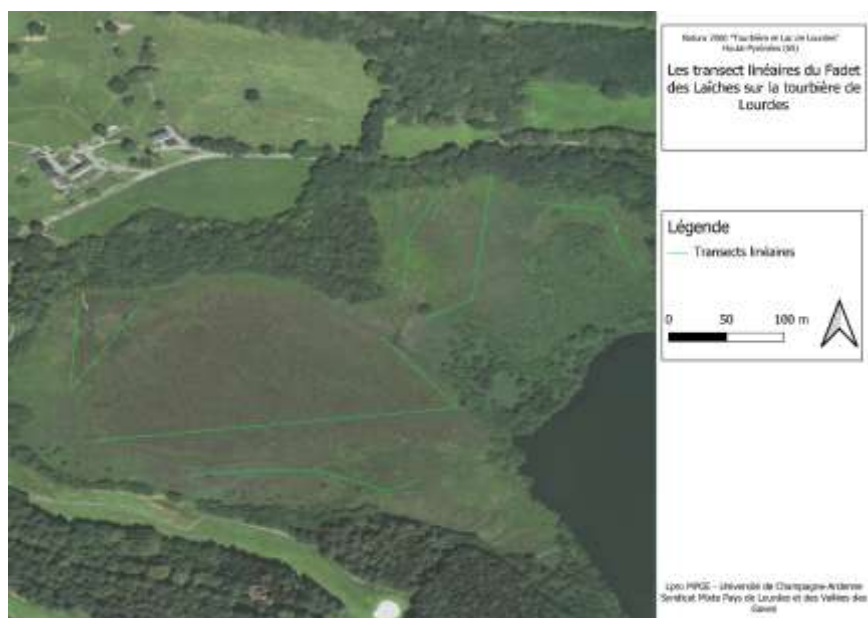 Natura 2000 "Tourbière et Lac de Lourdes"
Hautes-Pyrénées (65)
Les transect linéaires du Fadet
des Laîches sur la tourbière de
Lourdes
Légende
Transects linéaires
0 50 100 m
Lpro MPGE - Université de Champagne-Ardenne
Syndicat Mixte Pays de Lourdes et des Vallées des
Gaves